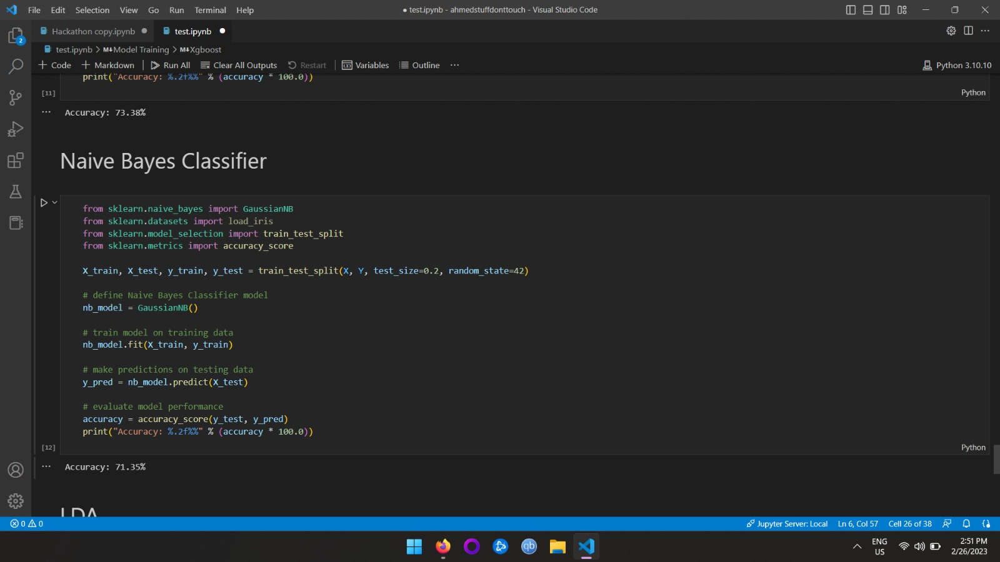 File Edit Selection View Go Run Terminal Help
● test.ipynb - ahmedstuffdonttouch - Visual Studio Code
Hackathon copy.ipynb ● test.ipynb ●
test.ipynb > M↓Model Training > M↓Xgboost
+ Code + Markdown | Run All Clear All Outputs Restart | Variables Outline ...
Python 3.10.10
print("Accuracy: %.2f%%" % (accuracy * 100.0))
[11]
Python
... Accuracy: 73.38%
Naive Bayes Classifier
from sklearn.naive_bayes import GaussianNB
from sklearn.datasets import load_iris
from sklearn.model_selection import train_test_split
from sklearn.metrics import accuracy_score
X_train, X_test, y_train, y_test = train_test_split(X, Y, test_size=0.2, random_state=42)
# define Naive Bayes Classifier model
nb_model = GaussianNB()
# train model on training data
nb_model.fit(X_train, y_train)
# make predictions on testing data
y_pred = nb_model.predict(X_test)
# evaluate model performance
accuracy = accuracy_score(y_test, y_pred)
print("Accuracy: %.2f%%" % (accuracy * 100.0))
[12]
Python
... Accuracy: 71.35%
LDA
2
0 0
Jupyter Server: Local Ln 6, Col 57 Cell 26 of 38
qb
ENG
US
2:51 PM
2/26/2023